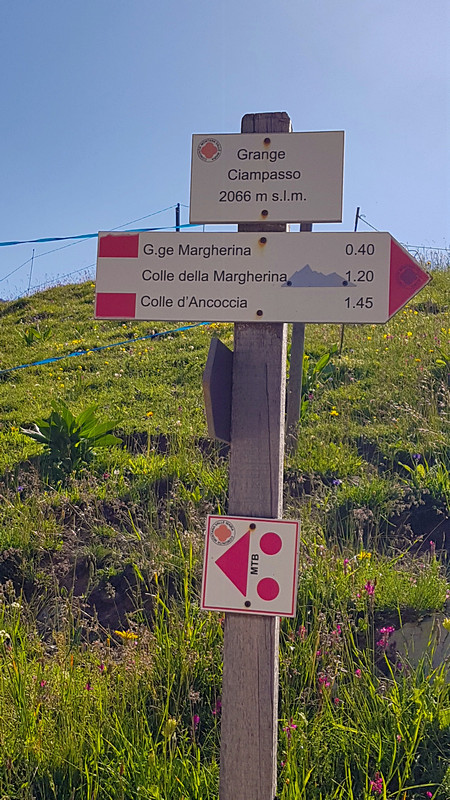 Grange
Ciampasso
2066 m s.l.m.
G.ge Margherina 0.40
Colle della Margherina 1.20
Colle d'Ancoccia 1.45
MTB